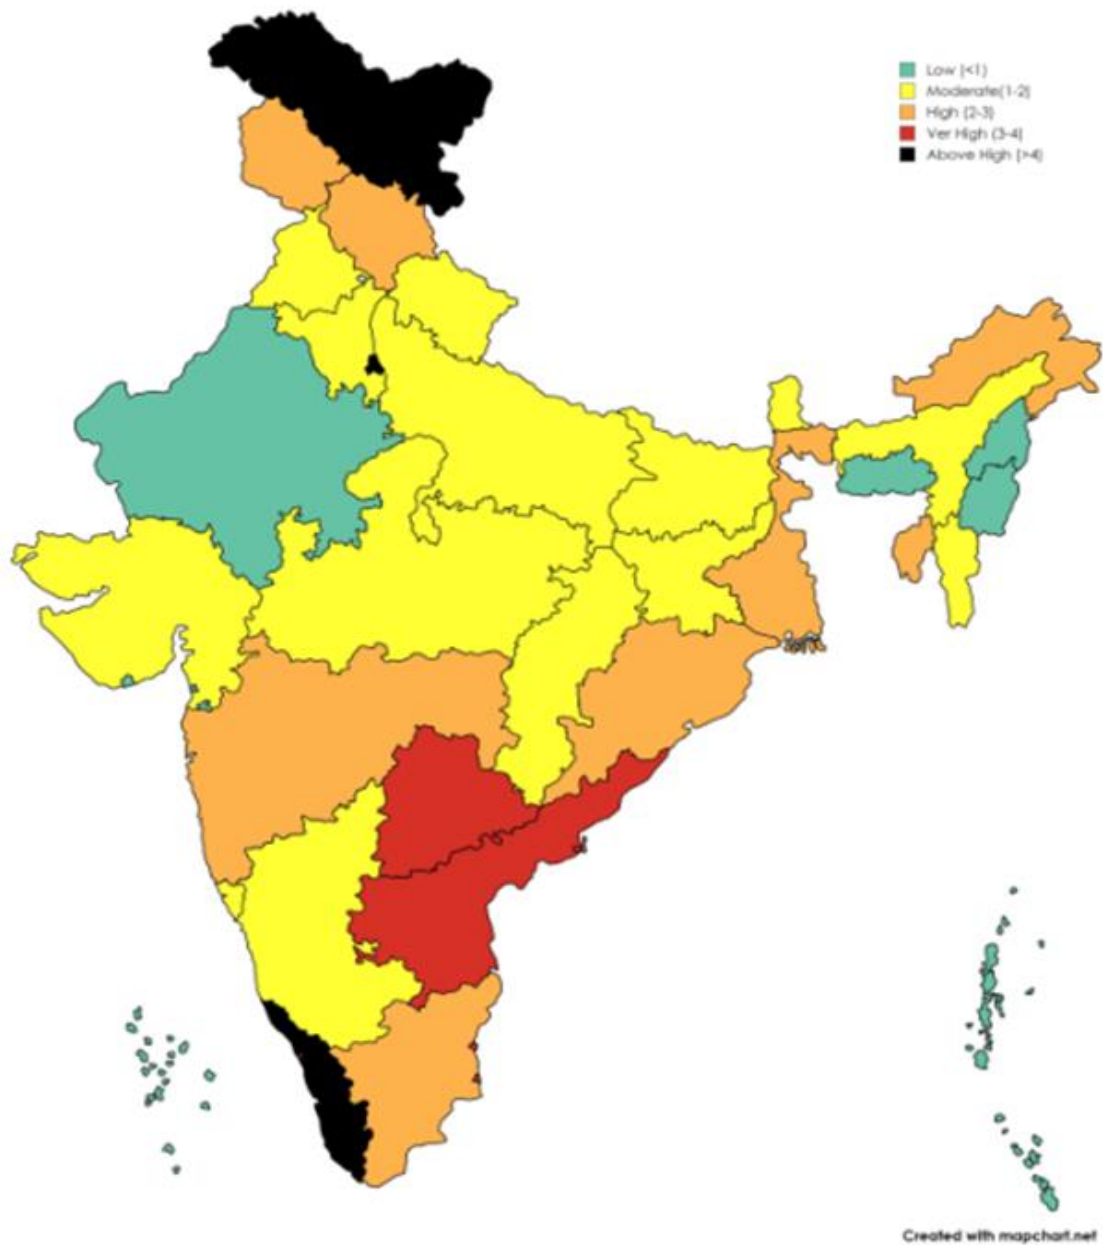 Low (<1)
Moderate(1-2)
High (2-3)
Ver High (3-4)
Above High (>4)
Created with mapchart.net